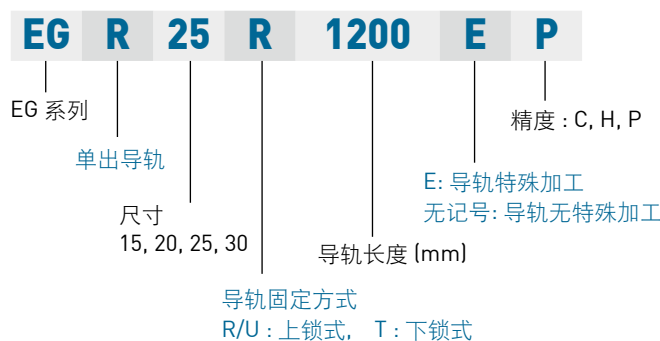 EG R 25 R 1200 E P
EG 系列
精度 : C, H, P
单出导轨
E: 导轨特殊加工
无记号: 导轨无特殊加工
尺寸
15, 20, 25, 30
导轨长度 (mm)
导轨固定方式
R/U : 上锁式, T : 下锁式